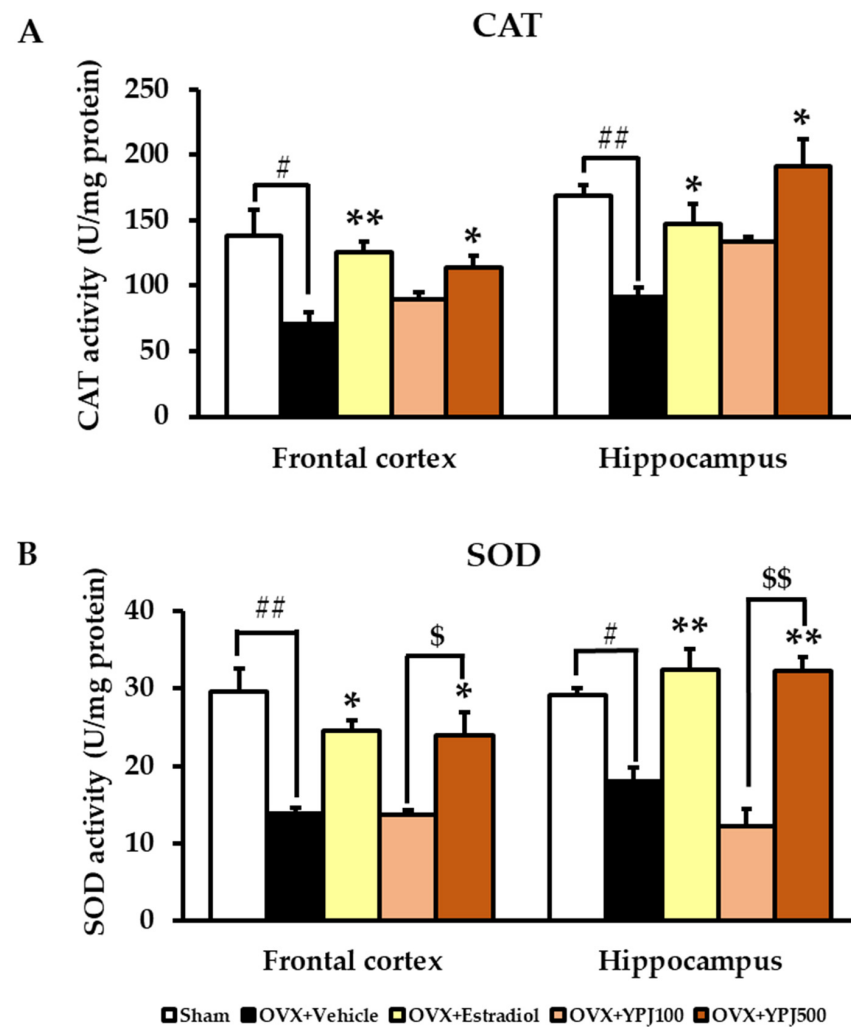 A
CAT
CAT activity (U/mg protein)
250
200
150
100
50
0
#
**
*
##
*
*
Frontal cortex
Hippocampus
B
SOD
SOD activity (U/mg protein)
40
30
20
10
0
##
*
$
*
#
**
$$
**
Frontal cortex
Hippocampus
Sham OVX+Vehicle OVX+Estradiol OVX+YPJ100 OVX+YPJ500